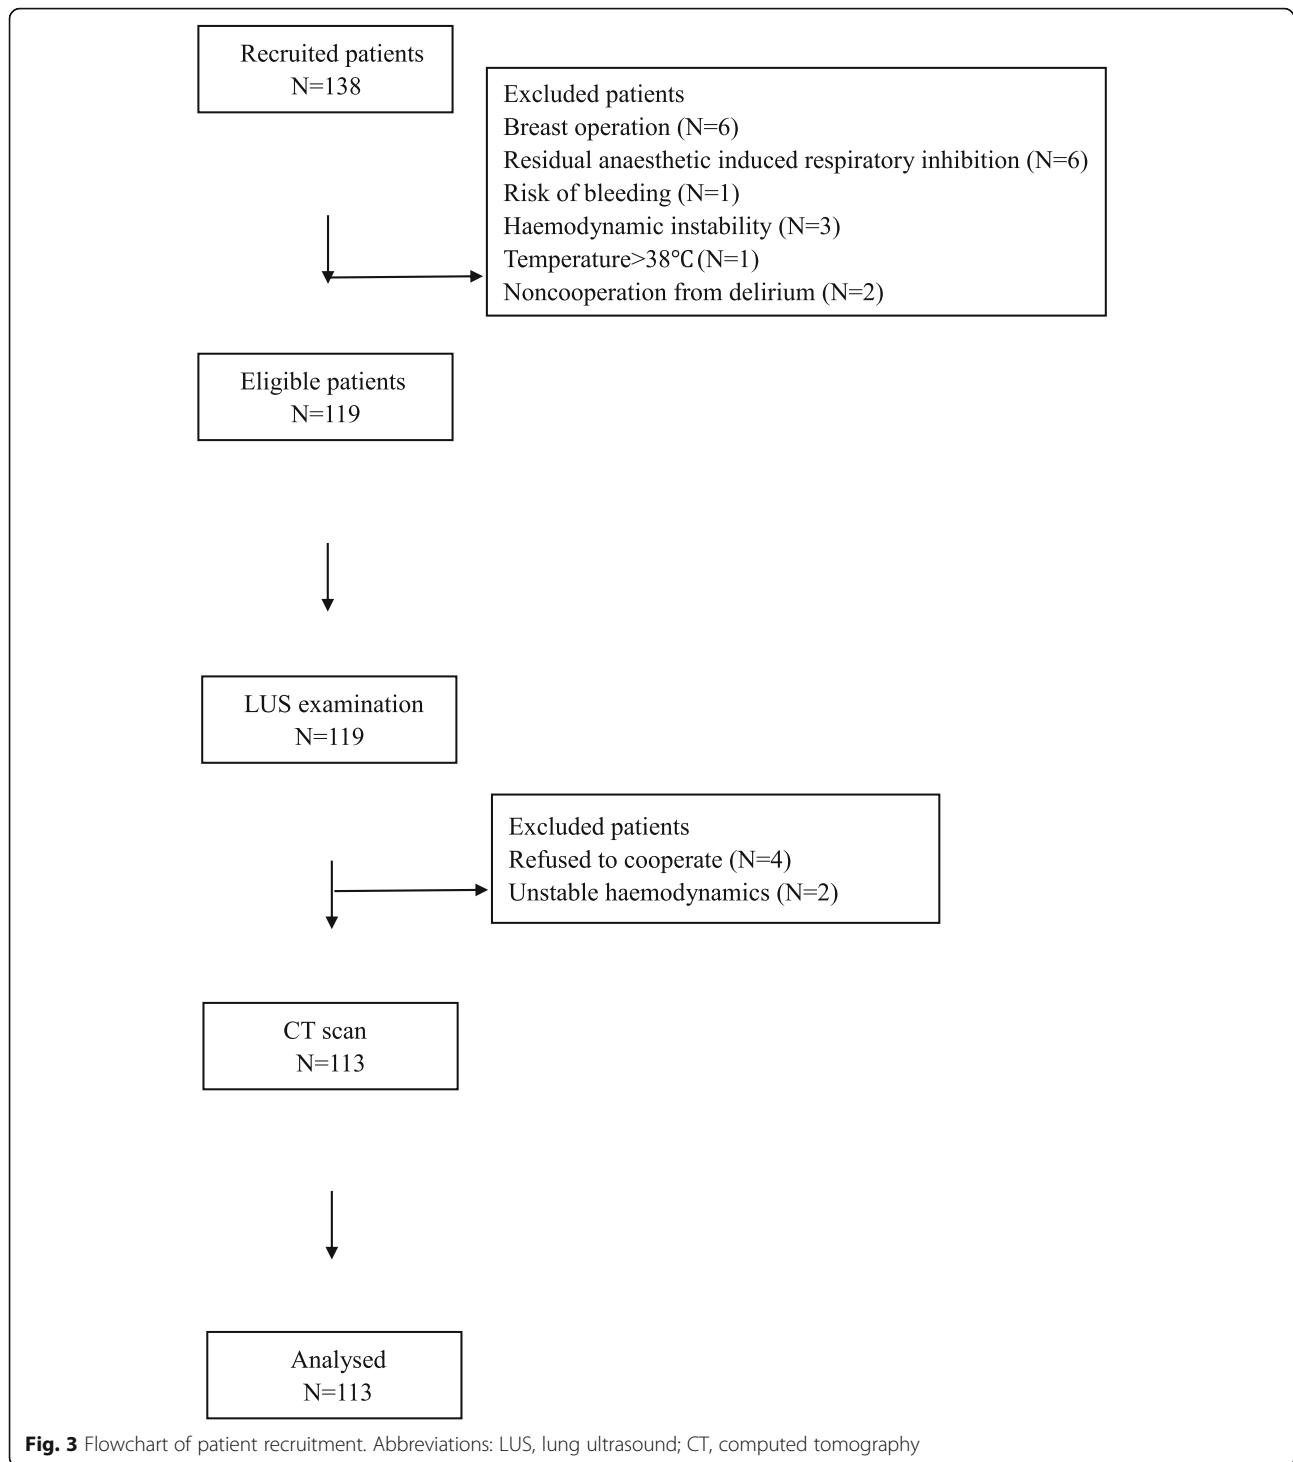 Recruited patients
N=138
Excluded patients
Breast operation (N=6)
Residual anaesthetic induced respiratory inhibition (N=6)
Risk of bleeding (N=1)
Haemodynamic instability (N=3)
Temperature>38℃(N=1)
Noncooperation from delirium (N=2)
Eligible patients
N=119
LUS examination
N=119
Excluded patients
Refused to cooperate (N=4)
Unstable haemodynamics (N=2)
CT scan
N=113
Analysed
N=113
Fig. 3 Flowchart of patient recruitment. Abbreviations: LUS, lung ultrasound; CT, computed tomography